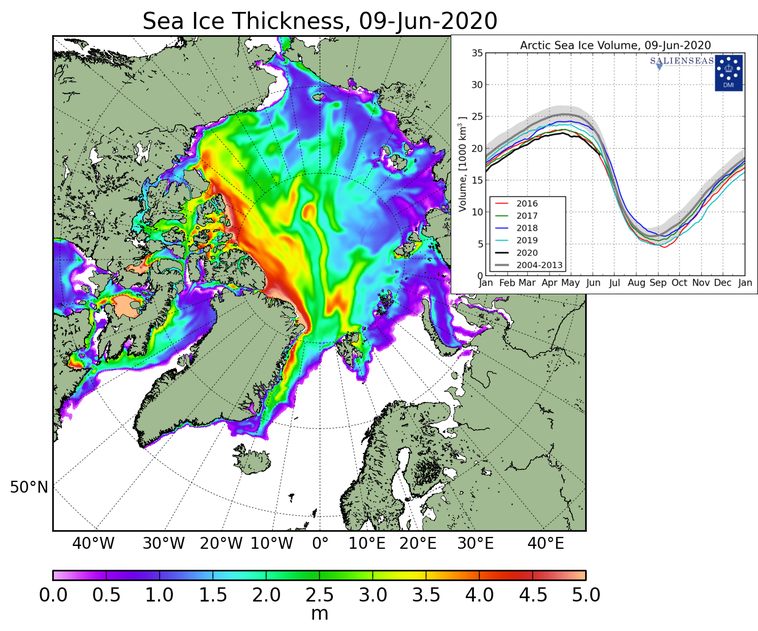 Sea Ice Thickness, 09-Jun-2020
Arctic Sea Ice Volume, 09-Jun-2020
SALIENSEAS
DMI
Volume, [1000 km³]
35
30
25
20
15
10
5
0
2016
2017
2018
2019
2020
2004-2013
Jan Feb Mar Apr May Jun Jul Aug Sep Oct Nov Dec Jan
50°N
40°W 30°W 20°W 10°W 0° 10°E 20°E 30°E 40°E
0.0 0.5 1.0 1.5 2.0 2.5 3.0 3.5 4.0 4.5 5.0
m